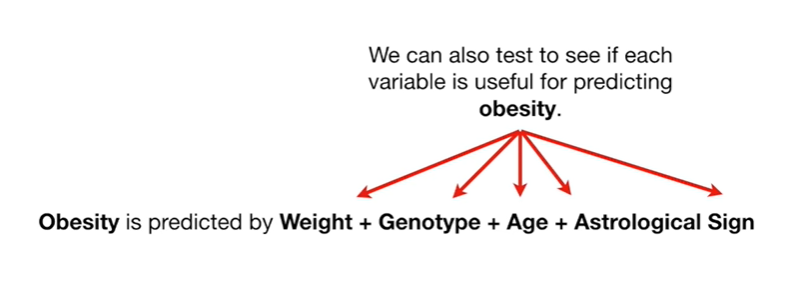 We can also test to see if each
variable is useful for predicting
obesity.
Obesity is predicted by Weight + Genotype + Age + Astrological Sign